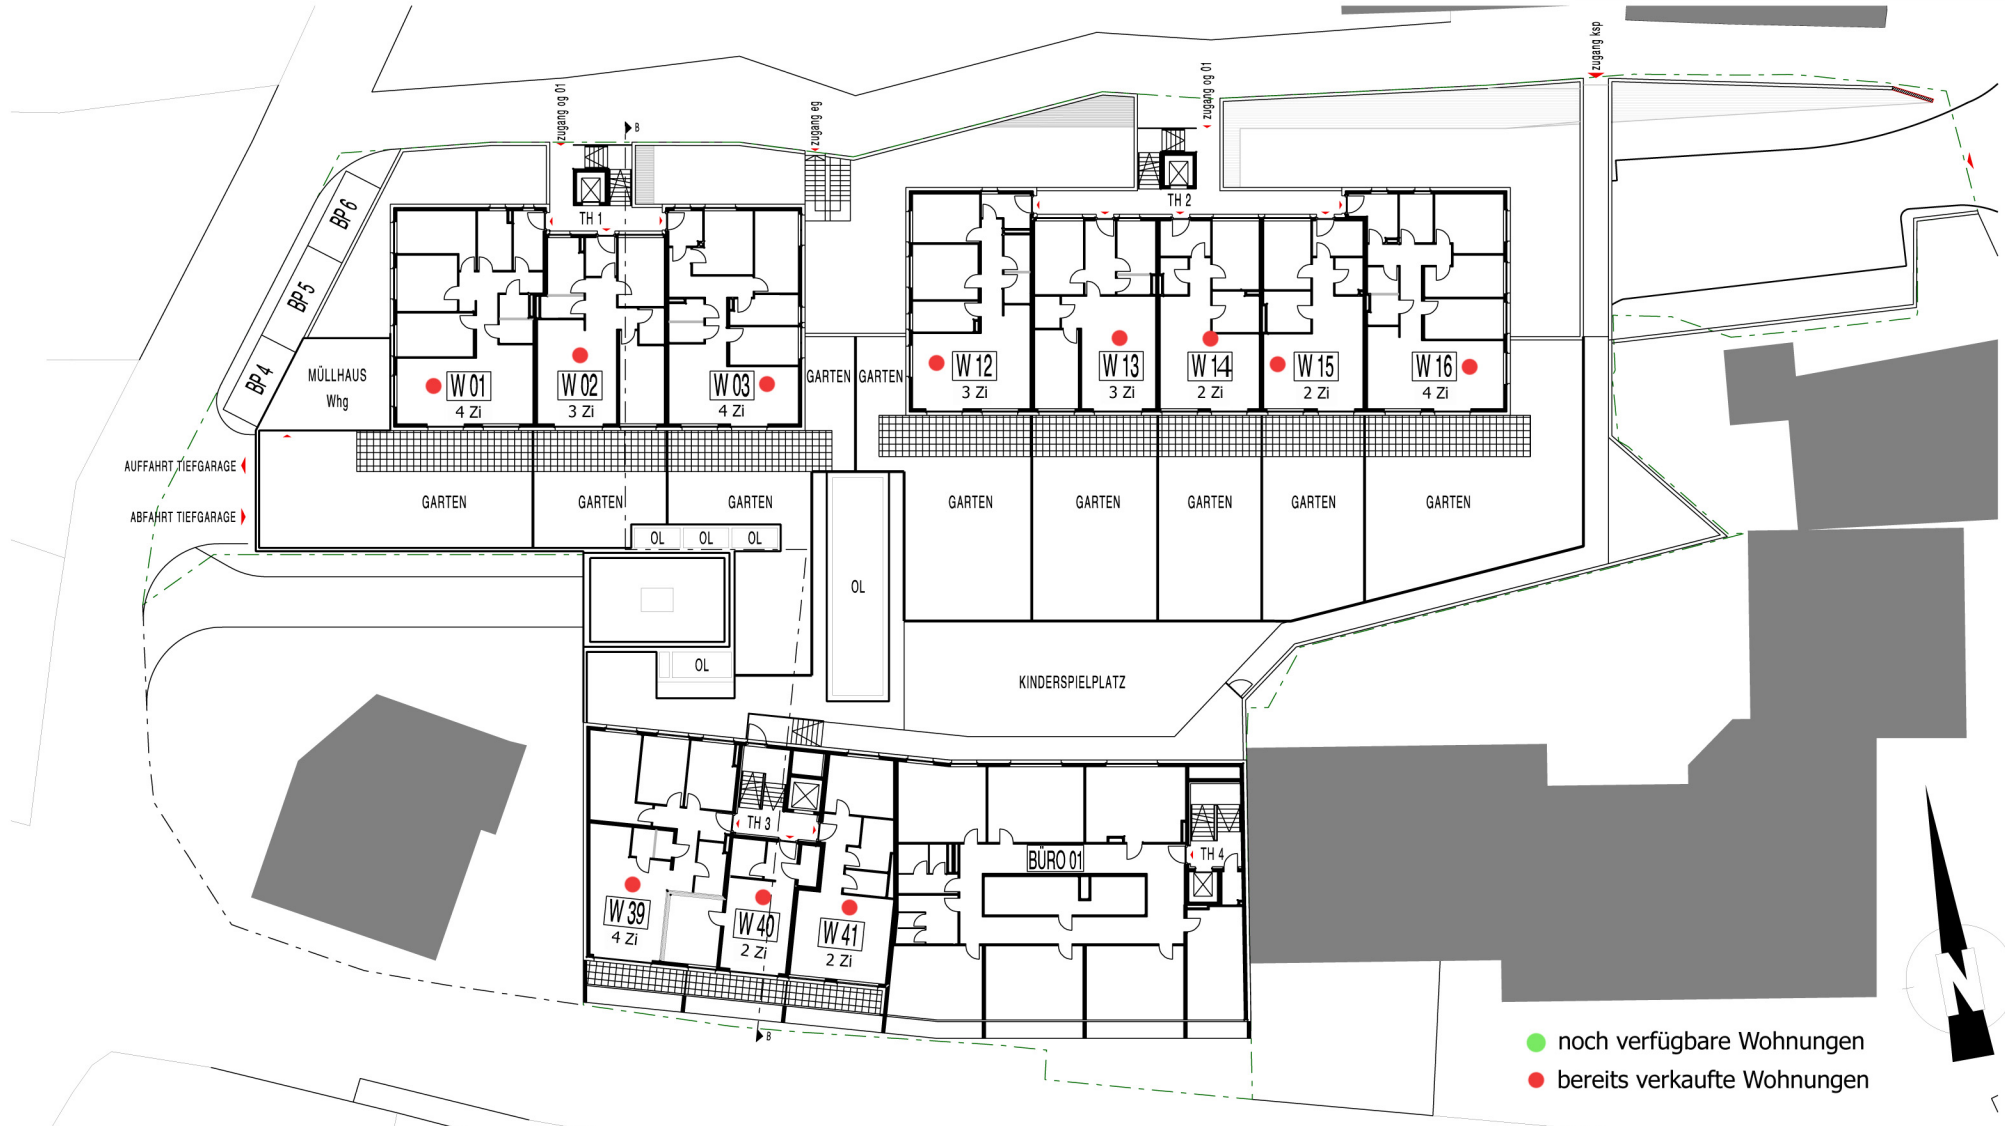 zugang ksp
zugang og 01
zugang og 01
B
zugang eg
BP 6
TH 1
TH 2
BP 5
BP 4
MÜLLHAUS
Whg
W 01
4 Zi
W 02
3 Zi
W 03
4 Zi
GARTEN
GARTEN
W 12
3 Zi
W 13
3 Zi
W 14
2 Zi
W 15
2 Zi
W 16
4 Zi
AUFFAHRT TIEFGARAGE
ABFAHRT TIEFGARAGE
GARTEN
GARTEN
GARTEN
GARTEN
GARTEN
GARTEN
GARTEN
GARTEN
OL
OL
OL
OL
OL
KINDERSPIELPLATZ
TH 3
BÜRO 01
TH 4
W 39
4 Zi
W 40
2 Zi
W 41
2 Zi
B
N
noch verfügbare Wohnungen
bereits verkaufte Wohnungen